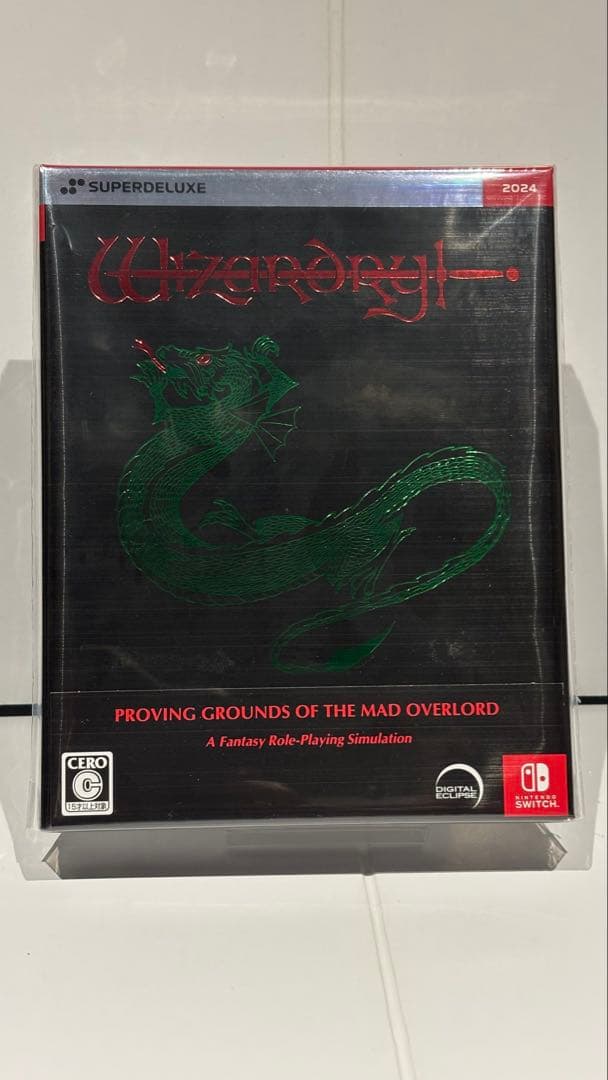 SUPERDELUXE
2024
Wizardry
PROVING GROUNDS OF THE MAD OVERLORD
A Fantasy Role-Playing Simulation
CERO
C
15才以上対象
DIGITAL
ECLIPSE
NINTENDO
SWITCH